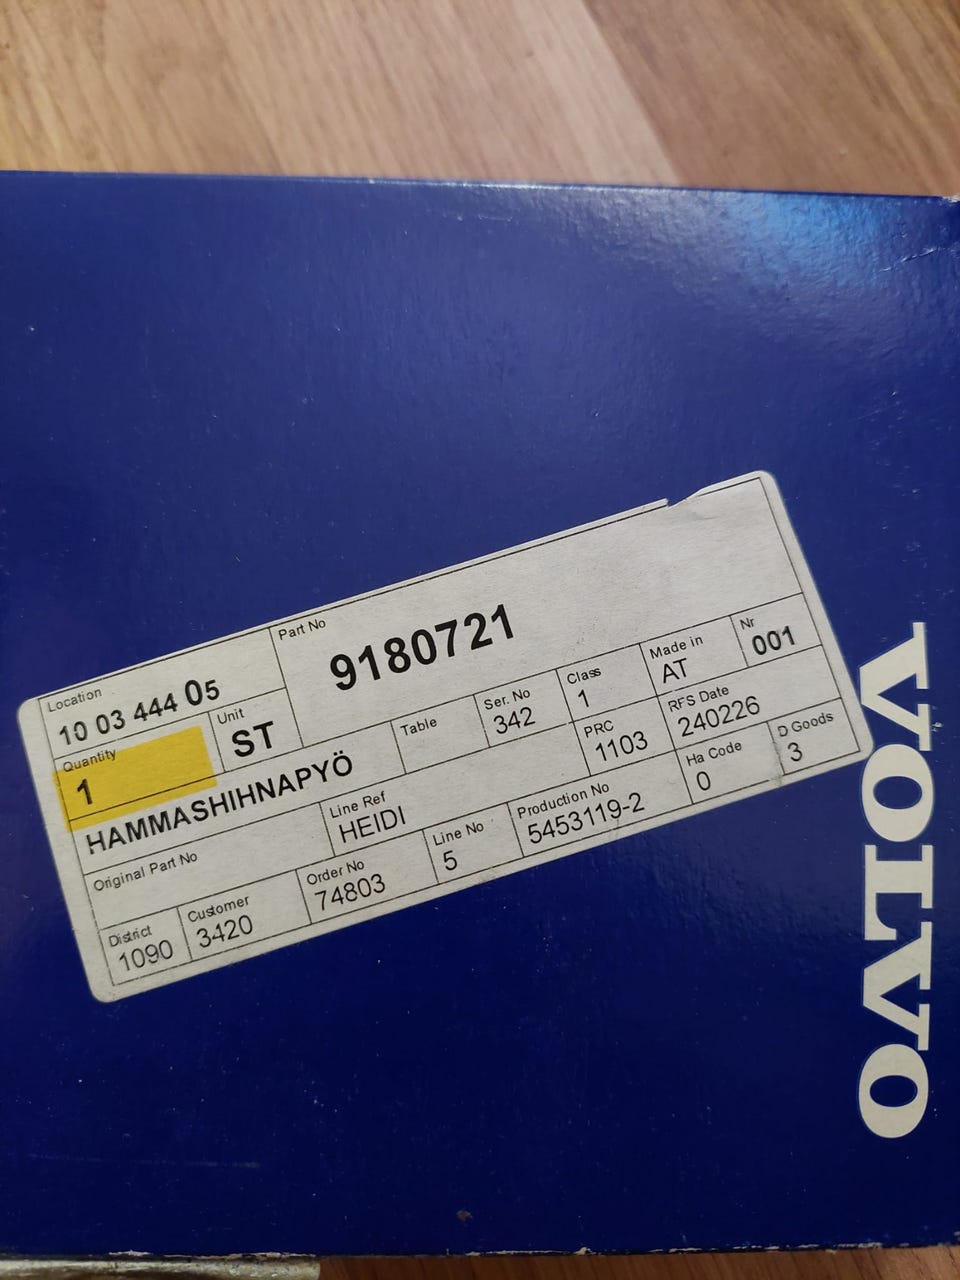 Location
10 03 444 05
Part No
9180721
Quantity
1
Unit
ST
HAMMASHIHNAPYÖ
Table
Ser. No
342
Class
1
Made in
AT
Nr
001
Original Part No
Line Ref
HEIDI
PRC
1103
RFS Date
240226
District
1090
Customer
3420
Order No
74803
Line No
5
Production No
5453119-2
Ha Code
0
D Goods
3
VOLVO